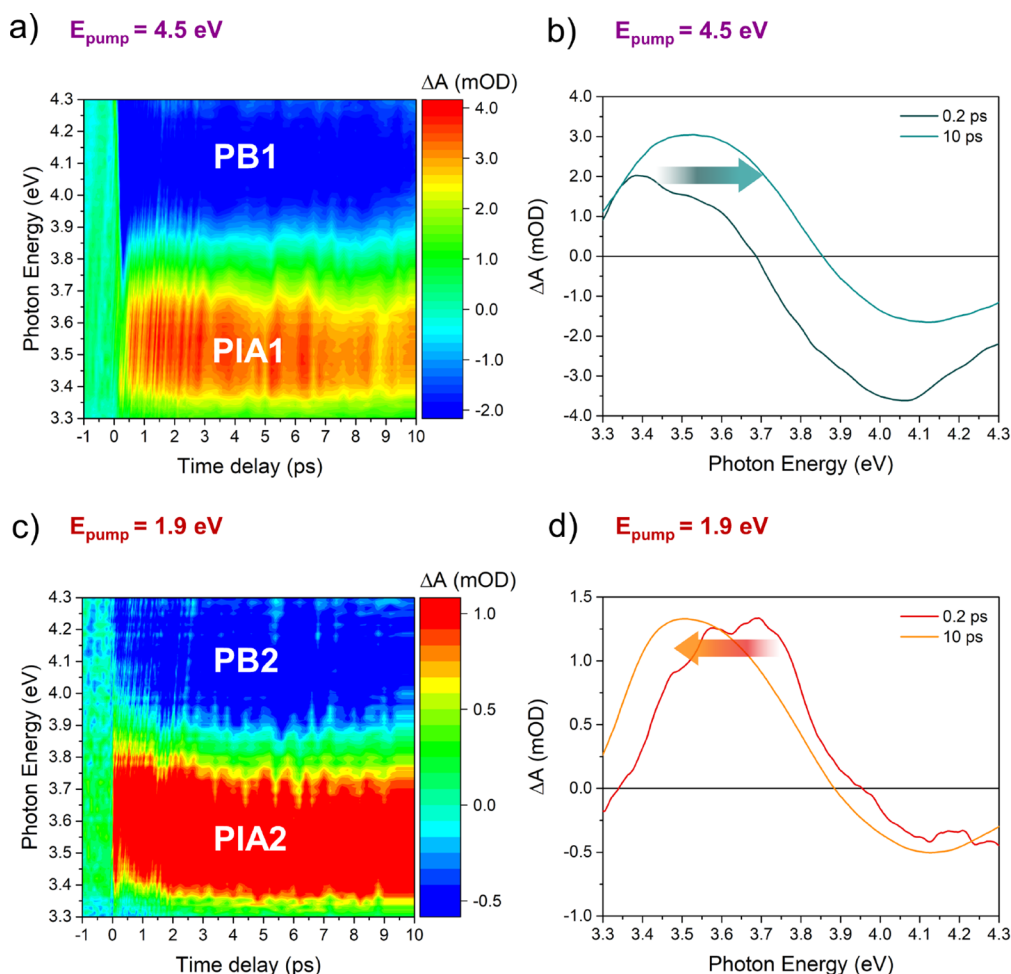 a) E_pump = 4.5 eV
ΔA (mOD)
4.3
4.2
4.1
4.0
3.9
3.8
3.7
3.6
3.5
3.4
3.3
Photon Energy (eV)
PB1
PIA1
-1 0 1 2 3 4 5 6 7 8 9 10
Time delay (ps)
4.0
3.0
2.0
1.0
0.0
-1.0
-2.0
b) E_pump = 4.5 eV
4.0
3.0
2.0
1.0
0.0
-1.0
-2.0
-3.0
-4.0
ΔA (mOD)
0.2 ps
10 ps
3.3 3.4 3.5 3.6 3.7 3.8 3.9 4.0 4.1 4.2 4.3
Photon Energy (eV)
c) E_pump = 1.9 eV
ΔA (mOD)
4.3
4.2
4.1
4.0
3.9
3.8
3.7
3.6
3.5
3.4
3.3
Photon Energy (eV)
PB2
PIA2
-1 0 1 2 3 4 5 6 7 8 9 10
Time delay (ps)
1.0
0.5
0.0
-0.5
d) E_pump = 1.9 eV
1.5
1.0
0.5
0.0
-0.5
-1.0
ΔA (mOD)
0.2 ps
10 ps
3.3 3.4 3.5 3.6 3.7 3.8 3.9 4.0 4.1 4.2 4.3
Photon Energy (eV)